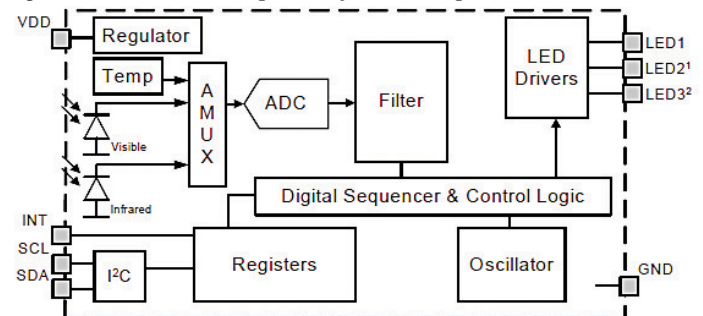 VDD
Regulator
Temp
AMUX
ADC
Filter
LED
Drivers
LED1
LED2¹
LED3²
Visible
Infrared
Digital Sequencer & Control Logic
INT
SCL
SDA
I²C
Registers
Oscillator
GND